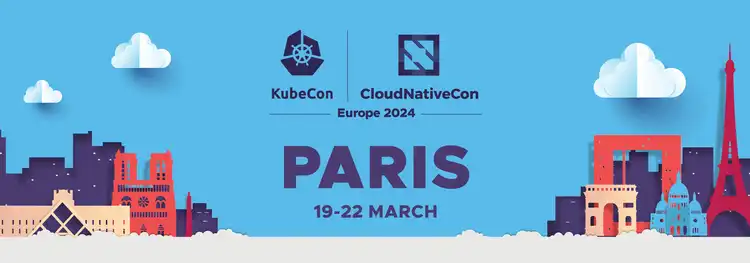 KubeCon
CloudNativeCon
Europe 2024
PARIS
19-22 MARCH